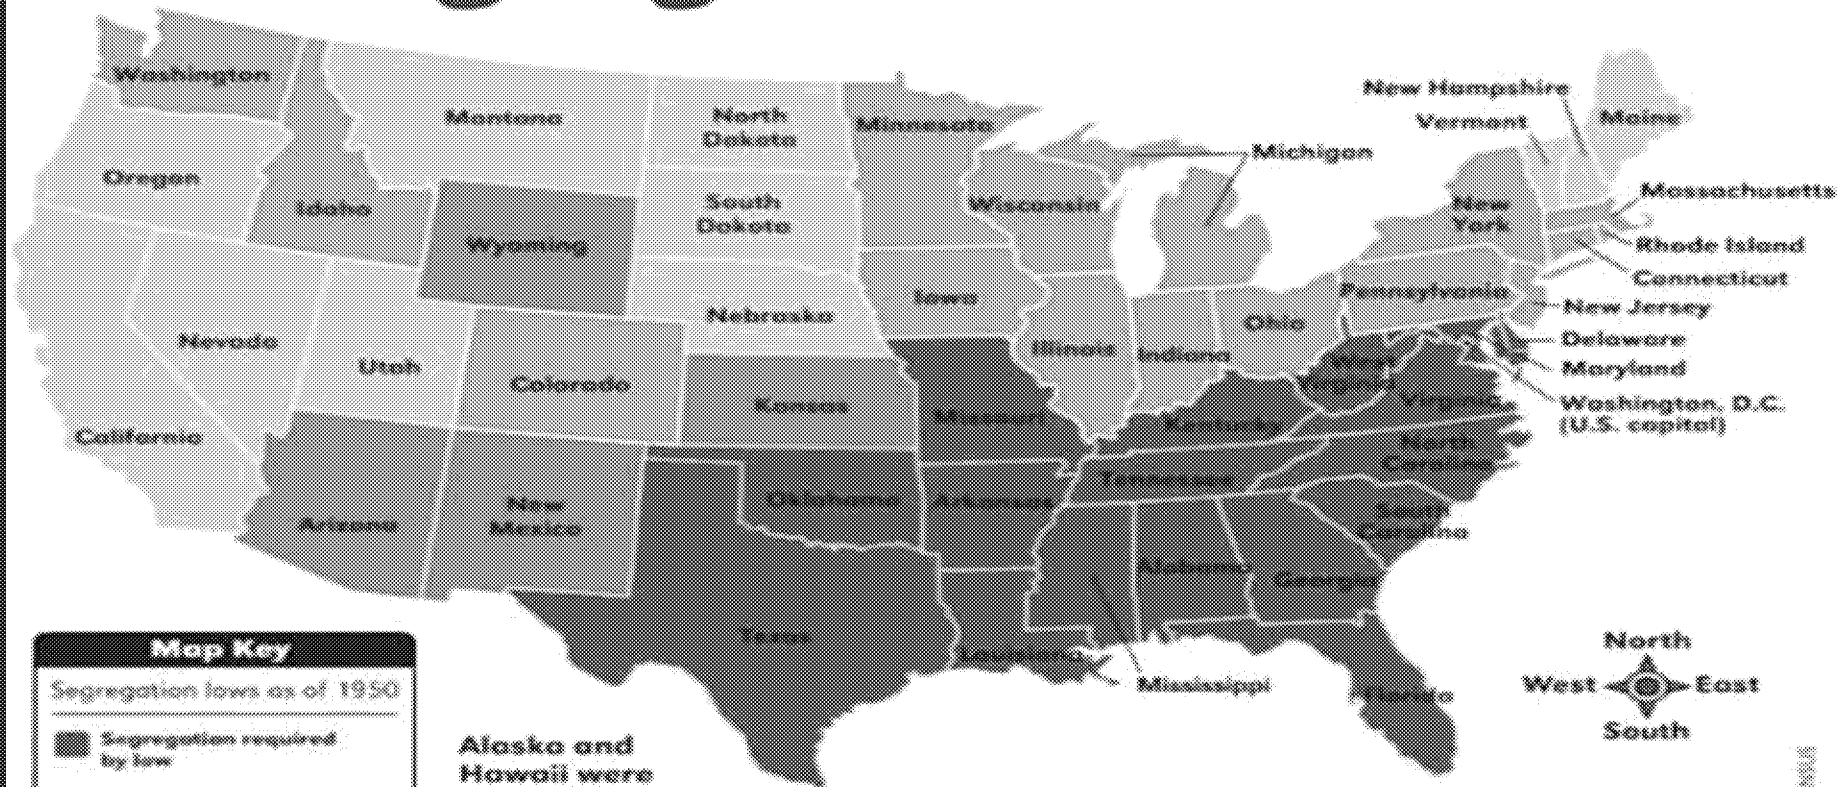 Washington
Montana
North
Dakota
Minnesota
New Hampshire
Vermont
Maine
Michigan
Oregon
Idaho
Wyoming
South
Dakota
Wisconsin
New
York
Massachusetts
Rhode Island
Connecticut
New Jersey
Delaware
Maryland
Washington, D.C.
(U.S. capital)
Nevada
Utah
Colorado
Nebraska
Iowa
Illinois
Indiana
Ohio
Pennsylvania
California
Kansas
Missouri
Kentucky
West
Virginia
Virginia
North
Carolina
Tennessee
Arizona
New
Mexico
Oklahoma
Arkansas
South
Carolina
Alabama
Georgia
Texas
Louisiana
Mississippi
Florida
Map Key
Segregation laws as of 1950
Segregation required
by law
Alaska and
Hawaii were
North
West
East
South